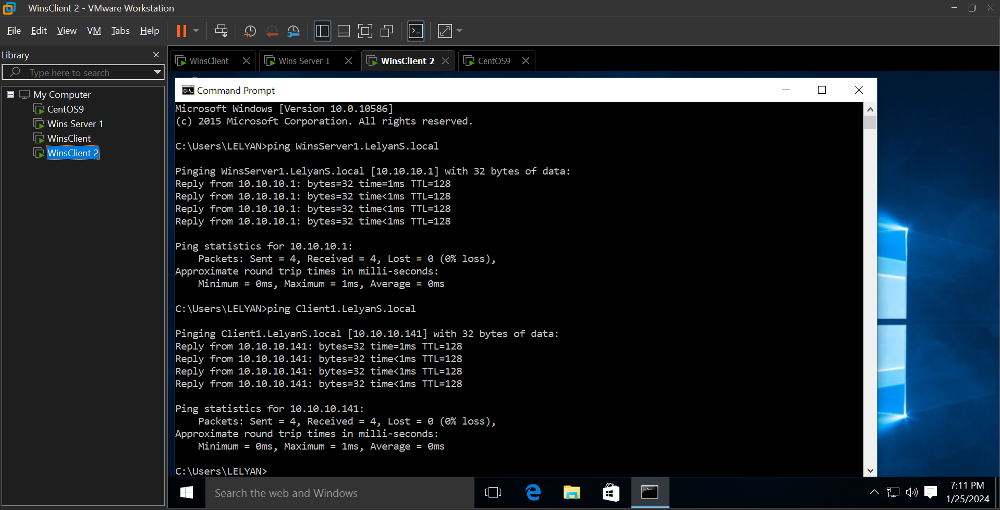 WinsClient 2 - VMware Workstation
File Edit View VM Tabs Help
Library
Type here to search
My Computer
CentOS9
Wins Server 1
WinsClient
WinsClient 2
WinsClient
Wins Server 1
WinsClient 2
CentOS9
Command Prompt
Microsoft Windows [Version 10.0.10586]
(c) 2015 Microsoft Corporation. All rights reserved.
C:\Users\LELYAN>ping WinsServer1.LelyanS.local
Pinging WinsServer1.LelyanS.local [10.10.10.1] with 32 bytes of data:
Reply from 10.10.10.1: bytes=32 time=1ms TTL=128
Reply from 10.10.10.1: bytes=32 time<1ms TTL=128
Reply from 10.10.10.1: bytes=32 time<1ms TTL=128
Reply from 10.10.10.1: bytes=32 time<1ms TTL=128
Ping statistics for 10.10.10.1:
    Packets: Sent = 4, Received = 4, Lost = 0 (0% loss),
Approximate round trip times in milli-seconds:
    Minimum = 0ms, Maximum = 1ms, Average = 0ms
C:\Users\LELYAN>ping Client1.LelyanS.local
Pinging Client1.LelyanS.local [10.10.10.141] with 32 bytes of data:
Reply from 10.10.10.141: bytes=32 time=1ms TTL=128
Reply from 10.10.10.141: bytes=32 time<1ms TTL=128
Reply from 10.10.10.141: bytes=32 time<1ms TTL=128
Reply from 10.10.10.141: bytes=32 time<1ms TTL=128
Ping statistics for 10.10.10.141:
    Packets: Sent = 4, Received = 4, Lost = 0 (0% loss),
Approximate round trip times in milli-seconds:
    Minimum = 0ms, Maximum = 1ms, Average = 0ms
C:\Users\LELYAN>
Search the web and Windows
7:11 PM
1/25/2024